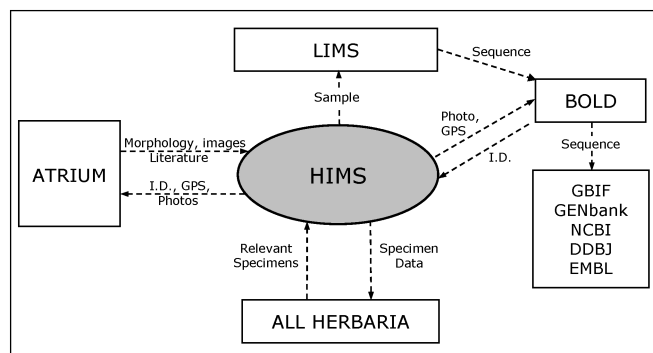 LIMS
Sequence
BOLD
Sample
Photo,
GPS
I.D.
Sequence
ATRIUM
Morphology, images
Literature
HIMS
I.D., GPS,
Photos
GBIF
GENbank
NCBI
DDBJ
EMBL
Relevant
Specimens
Specimen
Data
ALL HERBARIA